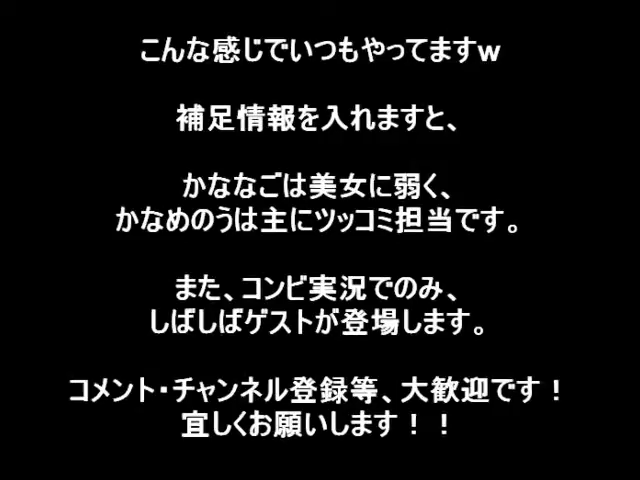 こんな感じでいつもやってますw
補足情報を入れますと、
かななごは美女に弱く、
かなめのうは主にツッコミ担当です。
また、コンビ実況でのみ、
しばしばゲストが登場します。
コメント・チャンネル登録等、大歓迎です！
宜しくお願いします！！